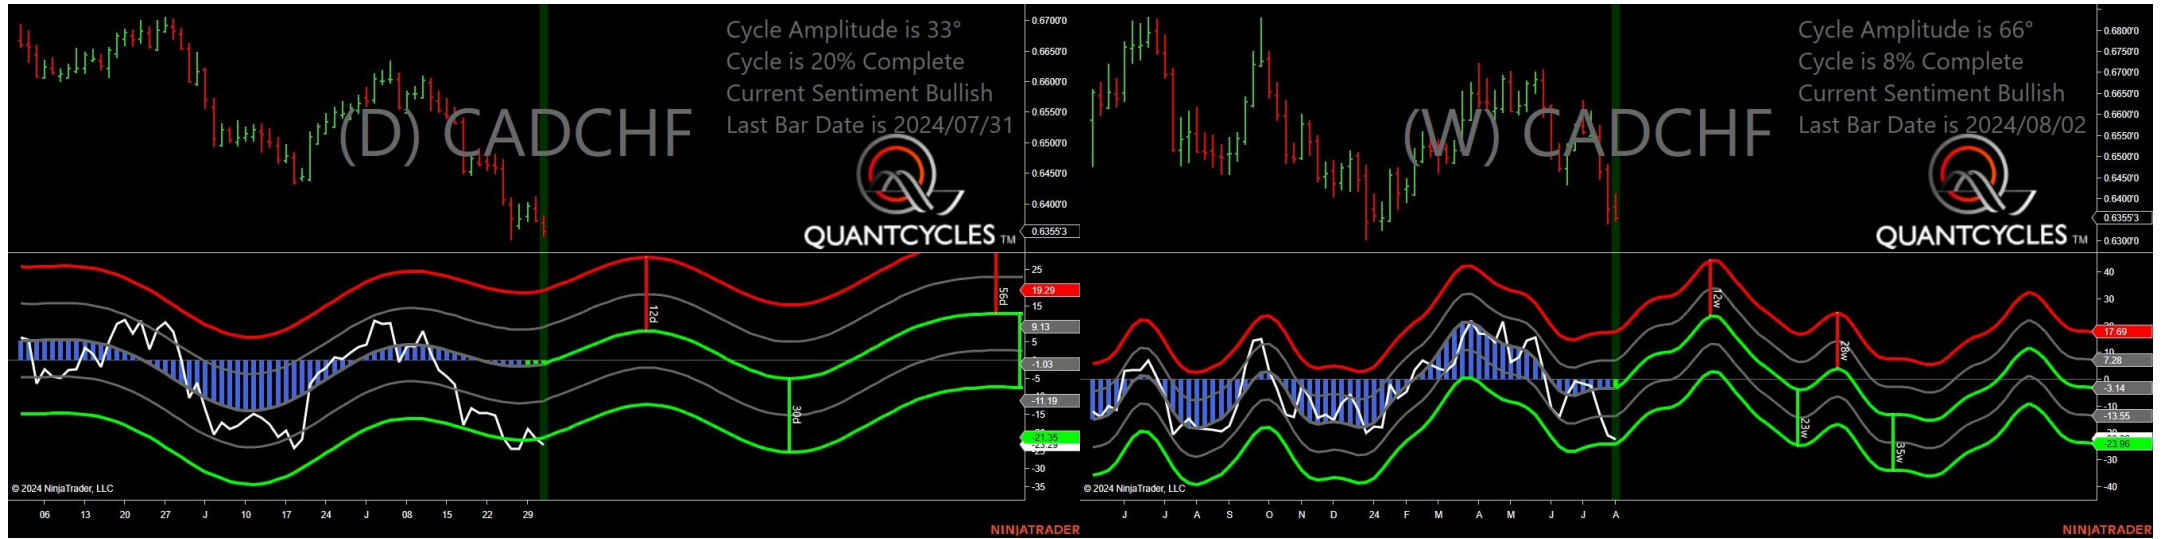 Cycle Amplitude is 33°
Cycle is 20% Complete
Current Sentiment Bullish
Last Bar Date is 2024/07/31
(D) CADCHF
QUANTCYCLES TM
0.6700'0
0.6650'0
0.6600'0
0.6550'0
0.6500'0
0.6450'0
0.6400'0
0.6355'3
12d
30d
56d
25
19.29
15
9.13
5
-1.03
-5
-11.19
-15
-21.35
-23.29
-25
-30
-35
© 2024 NinjaTrader, LLC
06 13 20 27 J 10 17 24 J 08 15 22 29
NINJATRADER
Cycle Amplitude is 66°
Cycle is 8% Complete
Current Sentiment Bullish
Last Bar Date is 2024/08/02
(W) CADCHF
QUANTCYCLES TM
0.6800'0
0.6750'0
0.6700'0
0.6650'0
0.6600'0
0.6550'0
0.6500'0
0.6450'0
0.6400'0
0.6355'3
0.6300'0
12w
28w
23w
35w
40
30
17.69
10
7.28
0
-3.14
-10
-13.55
-23.96
-30
-40
© 2024 NinjaTrader, LLC
J J A S O N D 24 F M A M J J A
NINJATRADER